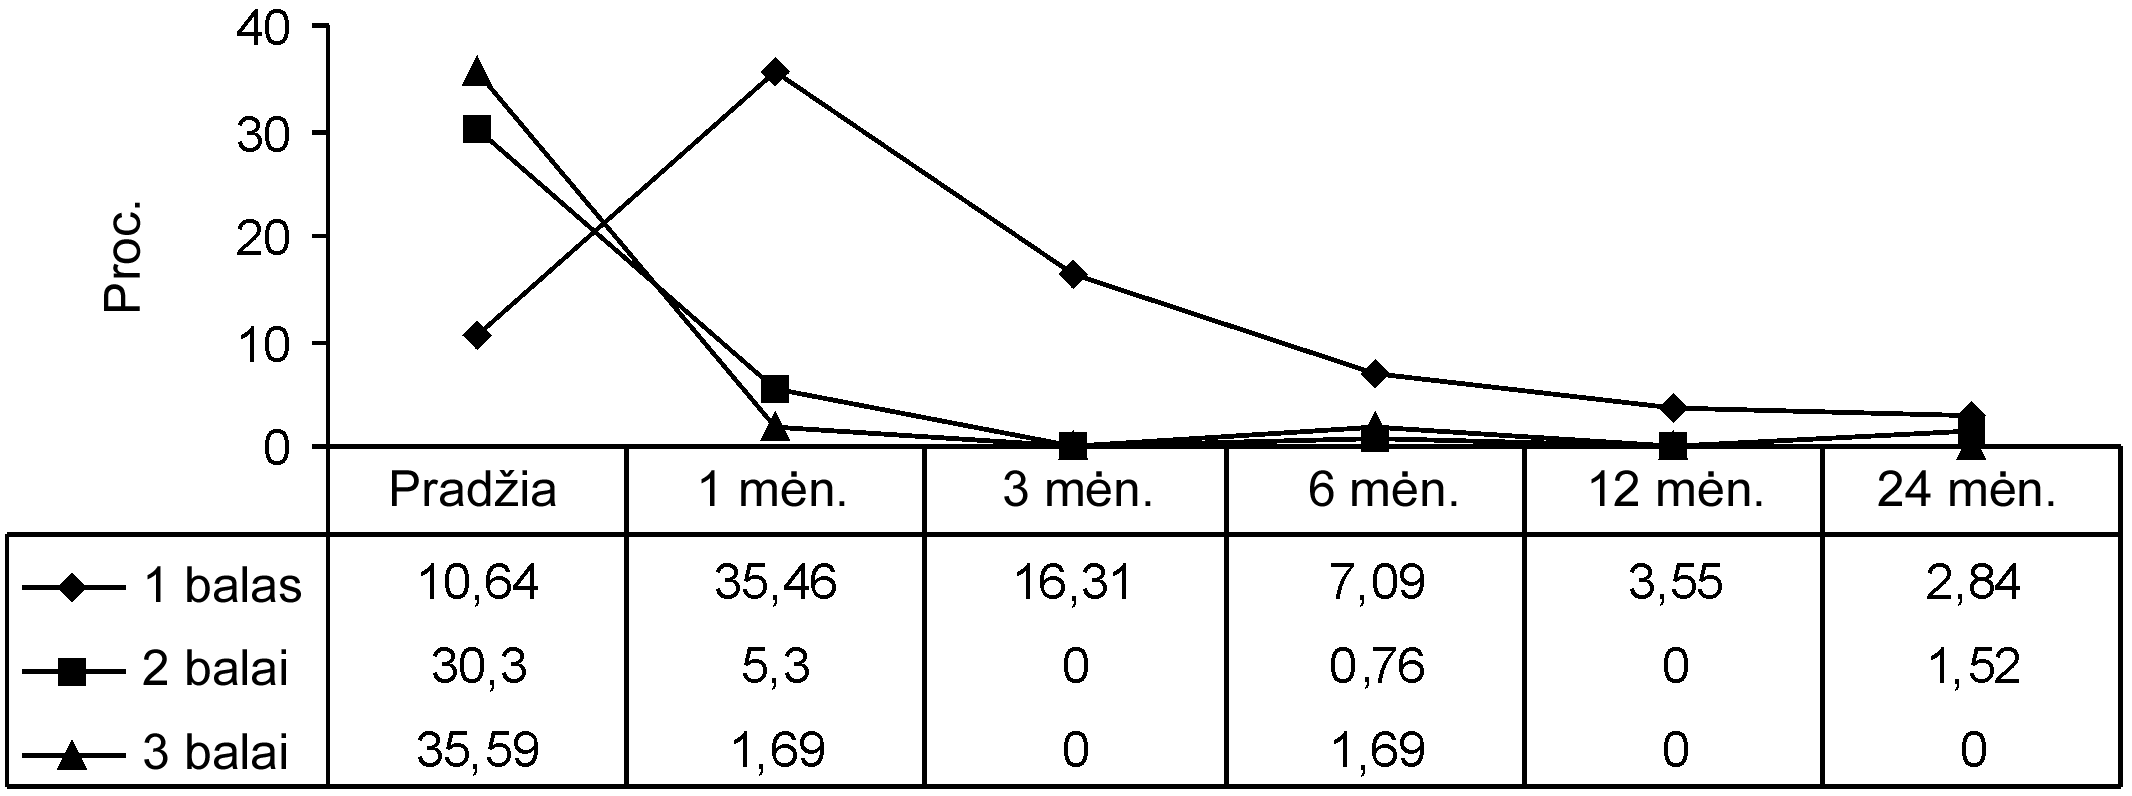 40
30
20
10
0
Proc.
Pradžia 1 mėn. 3 mėn. 6 mėn. 12 mėn. 24 mėn.
1 balas 10,64 35,46 16,31 7,09 3,55 2,84
2 balai 30,3 5,3 0 0,76 0 1,52
3 balai 35,59 1,69 0 1,69 0 0